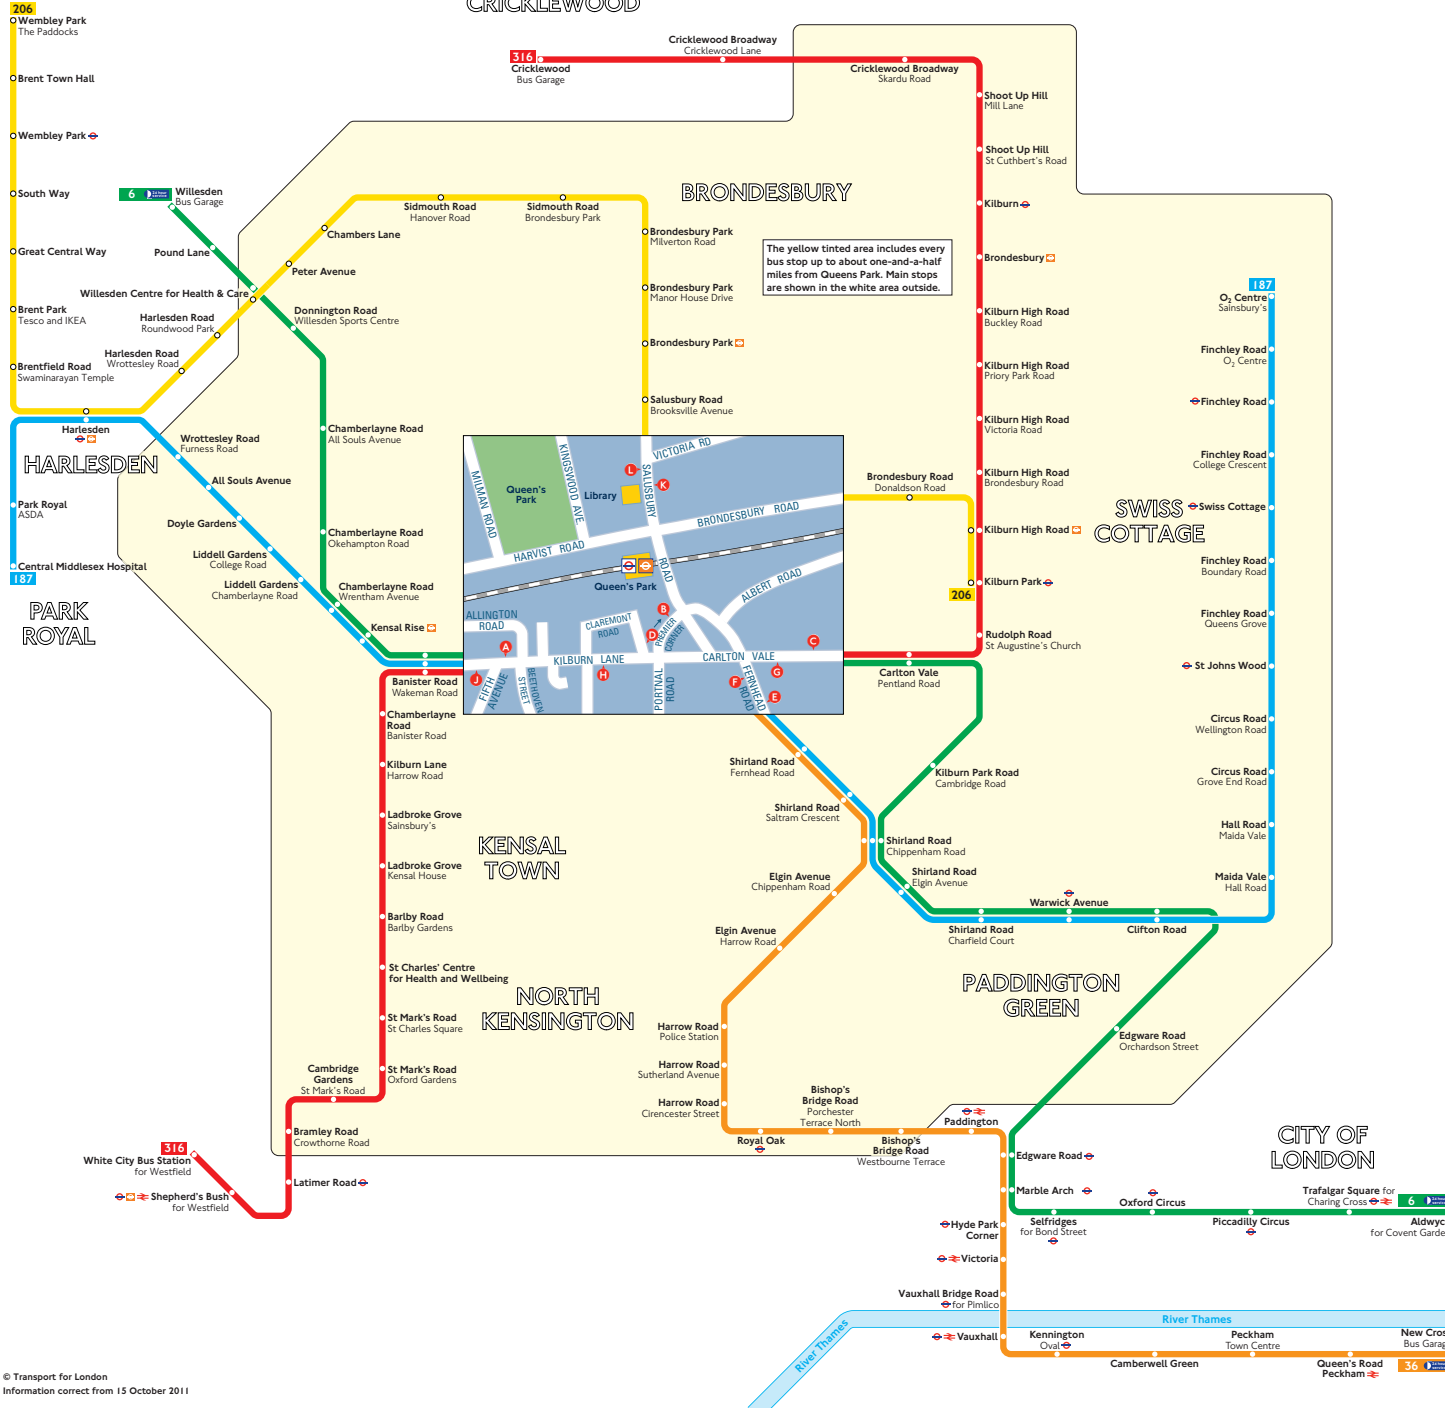 CRICKLEWOOD
206
Wembley Park
The Paddocks
Brent Town Hall
Wembley Park
South Way
Great Central Way
Brent Park
Tesco and IKEA
Brentfield Road
Swaminarayan Temple
Harlesden
HARLESDEN
Park Royal
ASDA
Central Middlesex Hospital
187
PARK
ROYAL
6
24 hour
service
Willesden
Bus Garage
Pound Lane
Willesden Centre for Health & Care
Harlesden Road
Roundwood Park
Harlesden Road
Wrottesley Road
Peter Avenue
Chambers Lane
Sidmouth Road
Hanover Road
Sidmouth Road
Brondesbury Park
BRONDESBURY
Brondesbury Park
Milverton Road
Brondesbury Park
Manor House Drive
Brondesbury Park
Salusbury Road
Brooksville Avenue
The yellow tinted area includes every
bus stop up to about one-and-a-half
miles from Queens Park. Main stops
are shown in the white area outside.
316
Cricklewood
Bus Garage
Cricklewood Broadway
Cricklewood Lane
Cricklewood Broadway
Skardu Road
Shoot Up Hill
Mill Lane
Shoot Up Hill
St Cuthbert's Road
Kilburn
Brondesbury
Kilburn High Road
Buckley Road
Kilburn High Road
Priory Park Road
Kilburn High Road
Victoria Road
Kilburn High Road
Brondesbury Road
Kilburn High Road
Kilburn Park
206
Brondesbury Road
Donaldson Road
Rudolph Road
St Augustine's Church
Carlton Vale
Pentland Road
Kilburn Park Road
Cambridge Road
187
O2 Centre
Sainsbury's
Finchley Road
O2 Centre
Finchley Road
Finchley Road
College Crescent
SWISS
COTTAGE
Swiss Cottage
Finchley Road
Boundary Road
Finchley Road
Queens Grove
St Johns Wood
Circus Road
Wellington Road
Circus Road
Grove End Road
Hall Road
Maida Vale
Maida Vale
Hall Road
Donnington Road
Willesden Sports Centre
Chamberlayne Road
All Souls Avenue
Chamberlayne Road
Okehampton Road
Chamberlayne Road
Wrentham Avenue
Kensal Rise
Wrottesley Road
Furness Road
All Souls Avenue
Doyle Gardens
Liddell Gardens
College Road
Liddell Gardens
Chamberlayne Road
MILMAN ROAD
KINGSWOOD AVE
SALUSBURY
ROAD
VICTORIA RD
Queen's
Park
Library
L
K
BRONDESBURY ROAD
HARVIST ROAD
Queen's Park
ALBERT ROAD
ALLINGTON
ROAD
CLAREMONT
ROAD
PREMIER
CORNER
B
D
A
C
KILBURN LANE
CARLTON VALE
J
H
F
G
E
FIFTH
AVENUE
BEETHOVEN
STREET
PORTNAL
ROAD
FERNHEAD
ROAD
Banister Road
Wakeman Road
Chamberlayne
Road
Banister Road
Kilburn Lane
Harrow Road
Ladbroke Grove
Sainsbury's
Ladbroke Grove
Kensal House
Barlby Road
Barlby Gardens
St Charles' Centre
for Health and Wellbeing
St Mark's Road
St Charles Square
St Mark's Road
Oxford Gardens
Cambridge
Gardens
St Mark's Road
Bramley Road
Crowthorne Road
Latimer Road
316
White City Bus Station
for Westfield
Shepherd's Bush
for Westfield
KENSAL
TOWN
NORTH
KENSINGTON
Shirland Road
Fernhead Road
Shirland Road
Saltram Crescent
Shirland Road
Chippenham Road
Shirland Road
Elgin Avenue
Elgin Avenue
Chippenham Road
Elgin Avenue
Harrow Road
Warwick Avenue
Shirland Road
Charfield Court
Clifton Road
PADDINGTON
GREEN
Edgware Road
Orchardson Street
Harrow Road
Police Station
Harrow Road
Sutherland Avenue
Harrow Road
Cirencester Street
Royal Oak
Bishop's
Bridge Road
Porchester
Terrace North
Bishop's
Bridge Road
Westbourne Terrace
Paddington
Edgware Road
Marble Arch
CITY OF
LONDON
Selfridges
for Bond Street
Oxford Circus
Piccadilly Circus
Trafalgar Square for
Charing Cross
6
24 hour
service
Aldwyc
for Covent Garde
Hyde Park
Corner
Victoria
Vauxhall Bridge Road
for Pimlico
Vauxhall
River Thames
River Thames
Kennington
Oval
Camberwell Green
Peckham
Town Centre
Queen's Road
Peckham
New Cros
Bus Garag
36
24 hour
service
© Transport for London
Information correct from 15 October 2011